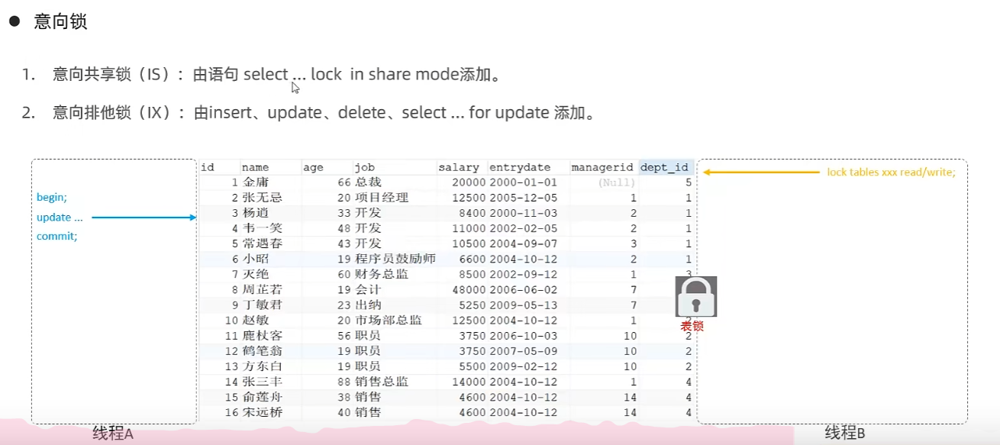 ● 意向锁
1. 意向共享锁（IS）：由语句 select ... lock in share mode添加。
2. 意向排他锁（IX）：由insert、update、delete、select ... for update 添加。
begin;
update ...
commit;
id name age job salary entrydate managerid dept_id
1 金庸 66 总裁 20000 2000-01-01 (Null) 5
2 张无忌 20 项目经理 12500 2005-12-05 1 1
3 杨逍 33 开发 8400 2000-11-03 2 1
4 韦一笑 48 开发 11000 2002-02-05 2 1
5 常遇春 43 开发 10500 2004-09-07 3 1
6 小昭 19 程序员鼓励师 6600 2004-10-12 2 1
7 灭绝 60 财务总监 8500 2002-09-12 1 3
8 周芷若 19 会计 48000 2006-06-02 7
9 丁敏君 23 出纳 5250 2009-05-13 7
10 赵敏 20 市场部总监 12500 2004-10-12 1 2
11 鹿杖客 56 职员 3750 2006-10-03 10 2
12 鹤笔翁 19 职员 3750 2007-05-09 10 2
13 方东白 19 职员 5500 2009-02-12 10 2
14 张三丰 88 销售总监 14000 2004-10-12 1 4
15 俞莲舟 38 销售 4600 2004-10-12 14 4
16 宋远桥 40 销售 4600 2004-10-12 14 4
表锁
lock tables xxx read/write;
线程A
线程B